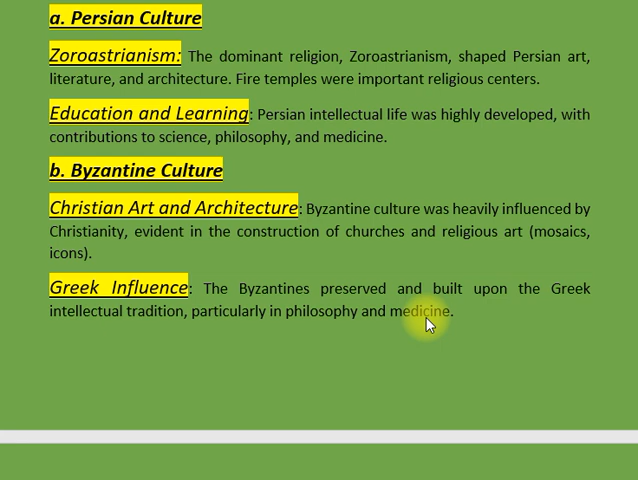 a. Persian Culture
Zoroastrianism: The dominant religion, Zoroastrianism, shaped Persian art,
literature, and architecture. Fire temples were important religious centers.
Education and Learning: Persian intellectual life was highly developed, with
contributions to science, philosophy, and medicine.
b. Byzantine Culture
Christian Art and Architecture: Byzantine culture was heavily influenced by
Christianity, evident in the construction of churches and religious art (mosaics,
icons).
Greek Influence: The Byzantines preserved and built upon the Greek
intellectual tradition, particularly in philosophy and medicine.